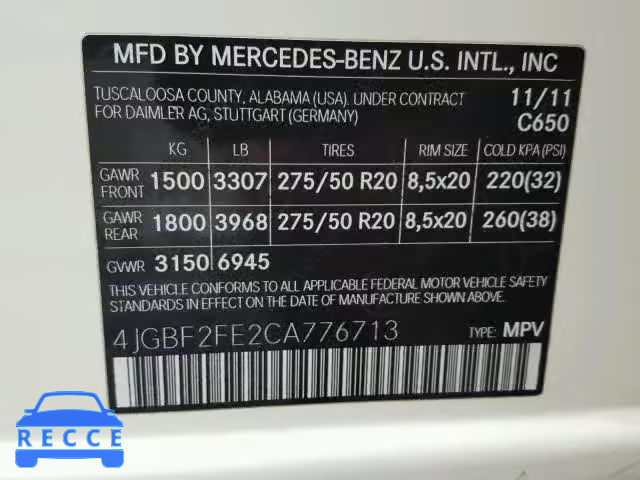 MFD BY MERCEDES-BENZ U.S. INTL., INC
TUSCALOOSA COUNTY, ALABAMA (USA). UNDER CONTRACT 11/11
FOR DAIMLER AG, STUTTGART (GERMANY) C650
KG LB TIRES RIM SIZE COLD KPA (PSI)
GAWR FRONT 1500 3307 275/50 R20 8,5x20 220(32)
GAWR REAR 1800 3968 275/50 R20 8,5x20 260(38)
GVWR 3150 6945
THIS VEHICLE CONFORMS TO ALL APPLICABLE FEDERAL MOTOR VEHICLE SAFETY
STANDARDS IN EFFECT ON THE DATE OF MANUFACTURE SHOWN ABOVE.
4JGBF2FE2CA776713 TYPE: MPV
RECCE